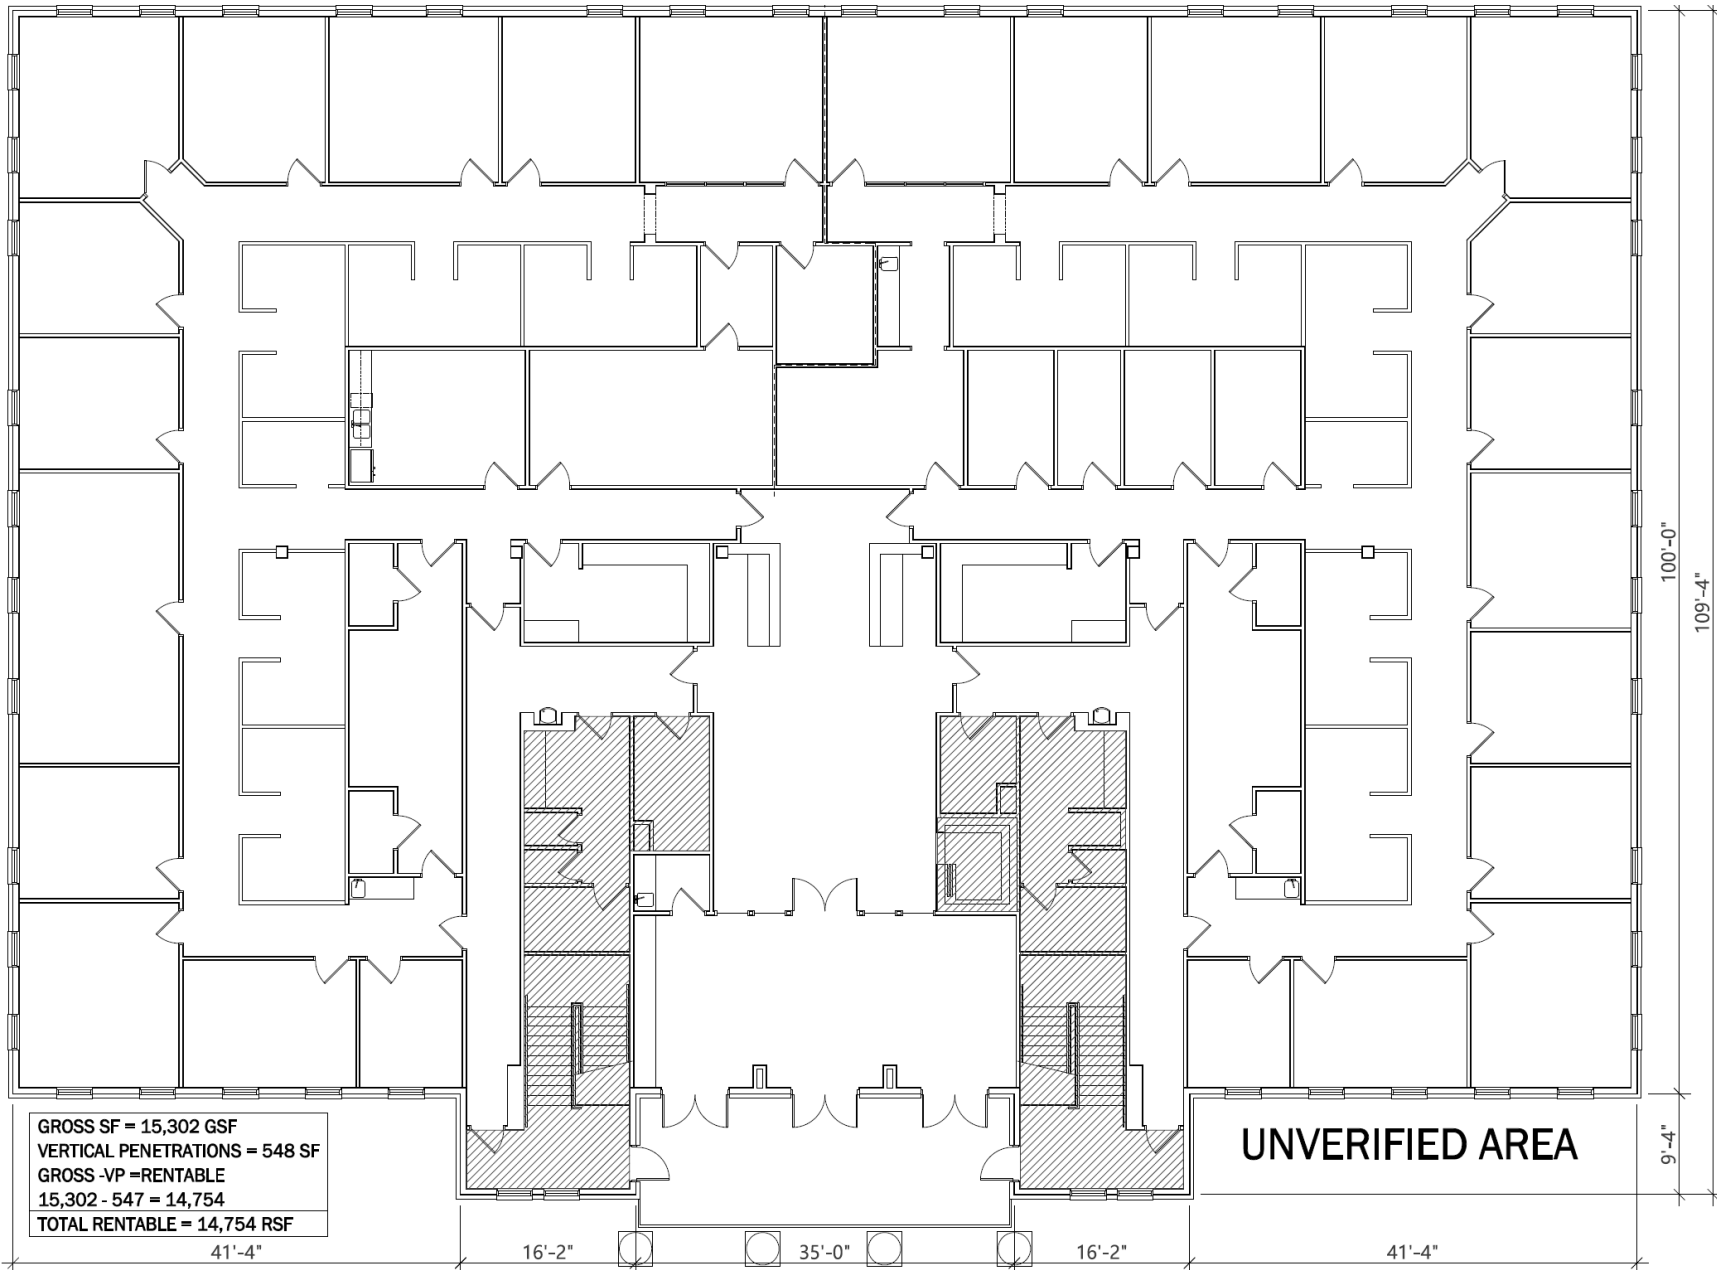 100'-0"
109'-4"
GROSS SF = 15,302 GSF
VERTICAL PENETRATIONS = 548 SF
GROSS -VP =RENTABLE
15,302 - 547 = 14,754
TOTAL RENTABLE = 14,754 RSF
UNVERIFIED AREA
9'-4"
41'-4"
16'-2"
35'-0"
16'-2"
41'-4"